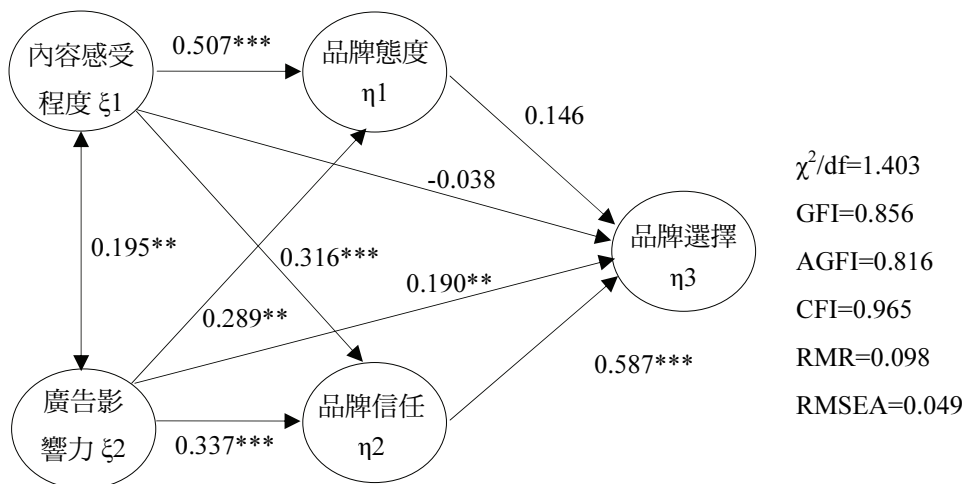 內容感受
程度 ξ1
0.507***
品牌態度
η1
0.146
-0.038
0.195**
0.316***
0.190**
0.289**
品牌選擇
η3
廣告影
響力 ξ2
0.337***
品牌信任
η2
0.587***
χ²/df=1.403
GFI=0.856
AGFI=0.816
CFI=0.965
RMR=0.098
RMSEA=0.049